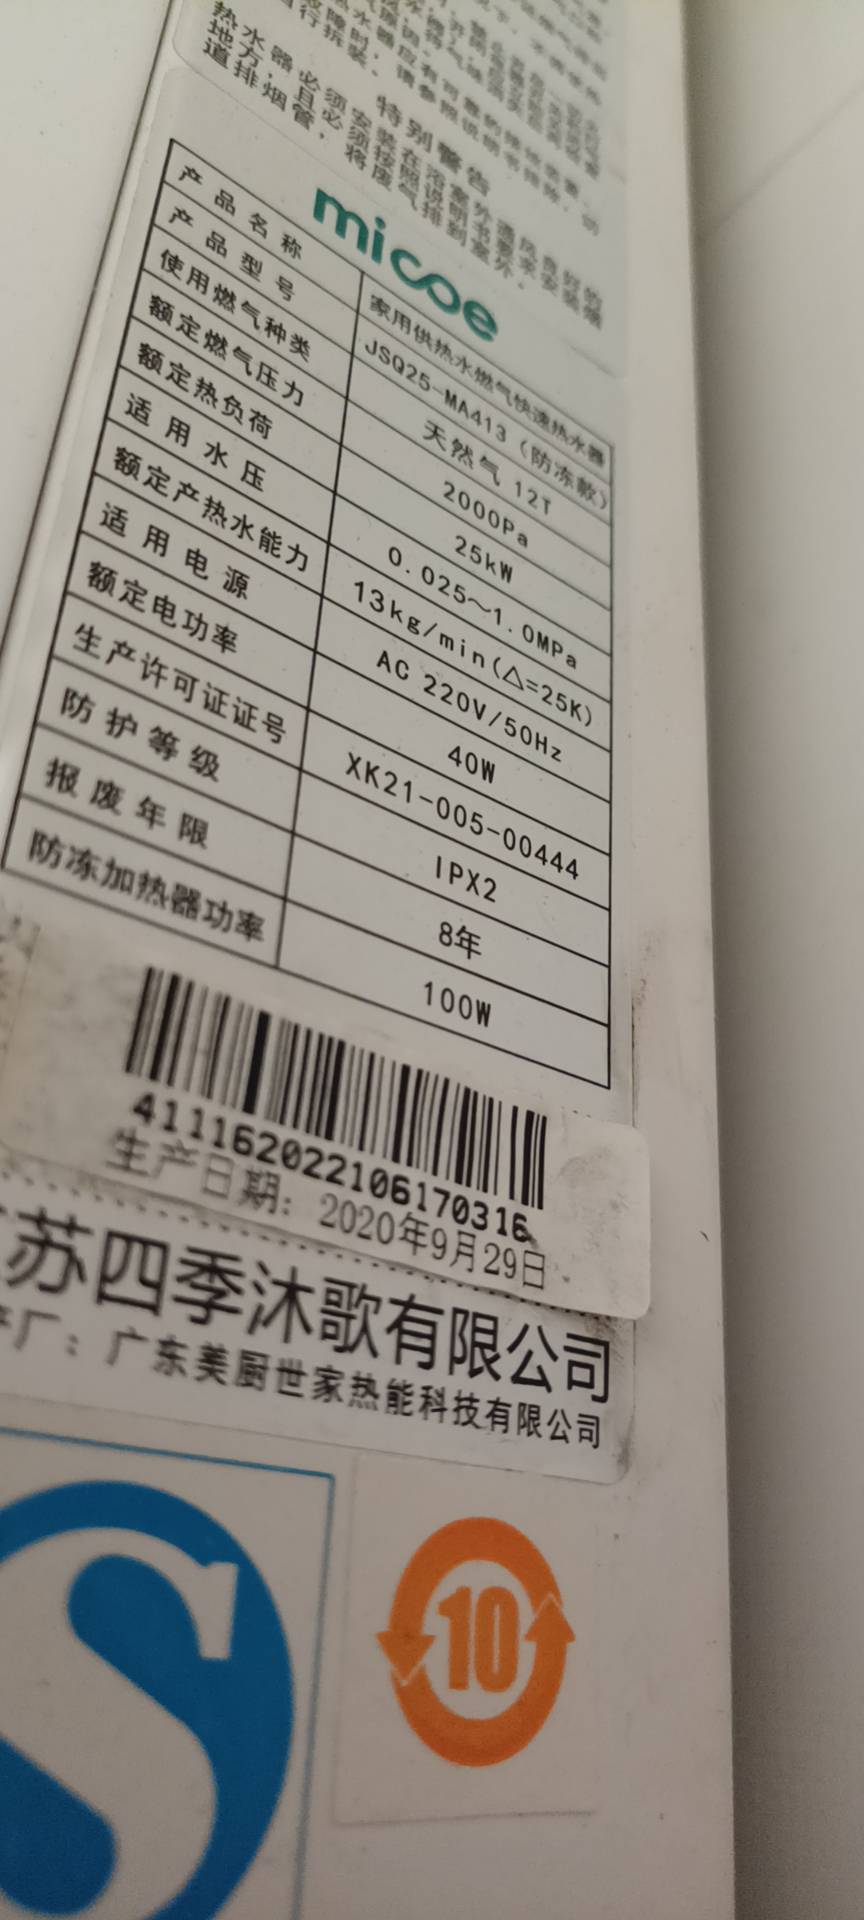 特别警告
热水器必须安装在浴室外通风良好的
地方，且必须按照说明书要求安装烟
道排烟管，将废气排到室外。
micoe
产品名称 家用供热水燃气快速热水器
产品型号 JSQ25-MA413（防冻款）
使用燃气种类 天然气 12T
额定燃气压力 2000Pa
额定热负荷 25kW
适用水压 0.025～1.0MPa
额定产热水能力 13kg/min(△=25K)
适用电源 AC 220V/50Hz
额定电功率 40W
生产许可证证号 XK21-005-00444
防护等级 IPX2
报废年限 8年
防冻加热器功率 100W
41116202210617​0316
生产日期: 2020年9月29日
苏四季沐歌有限公司
厂：广东美厨世家热能科技有限公司
S
10